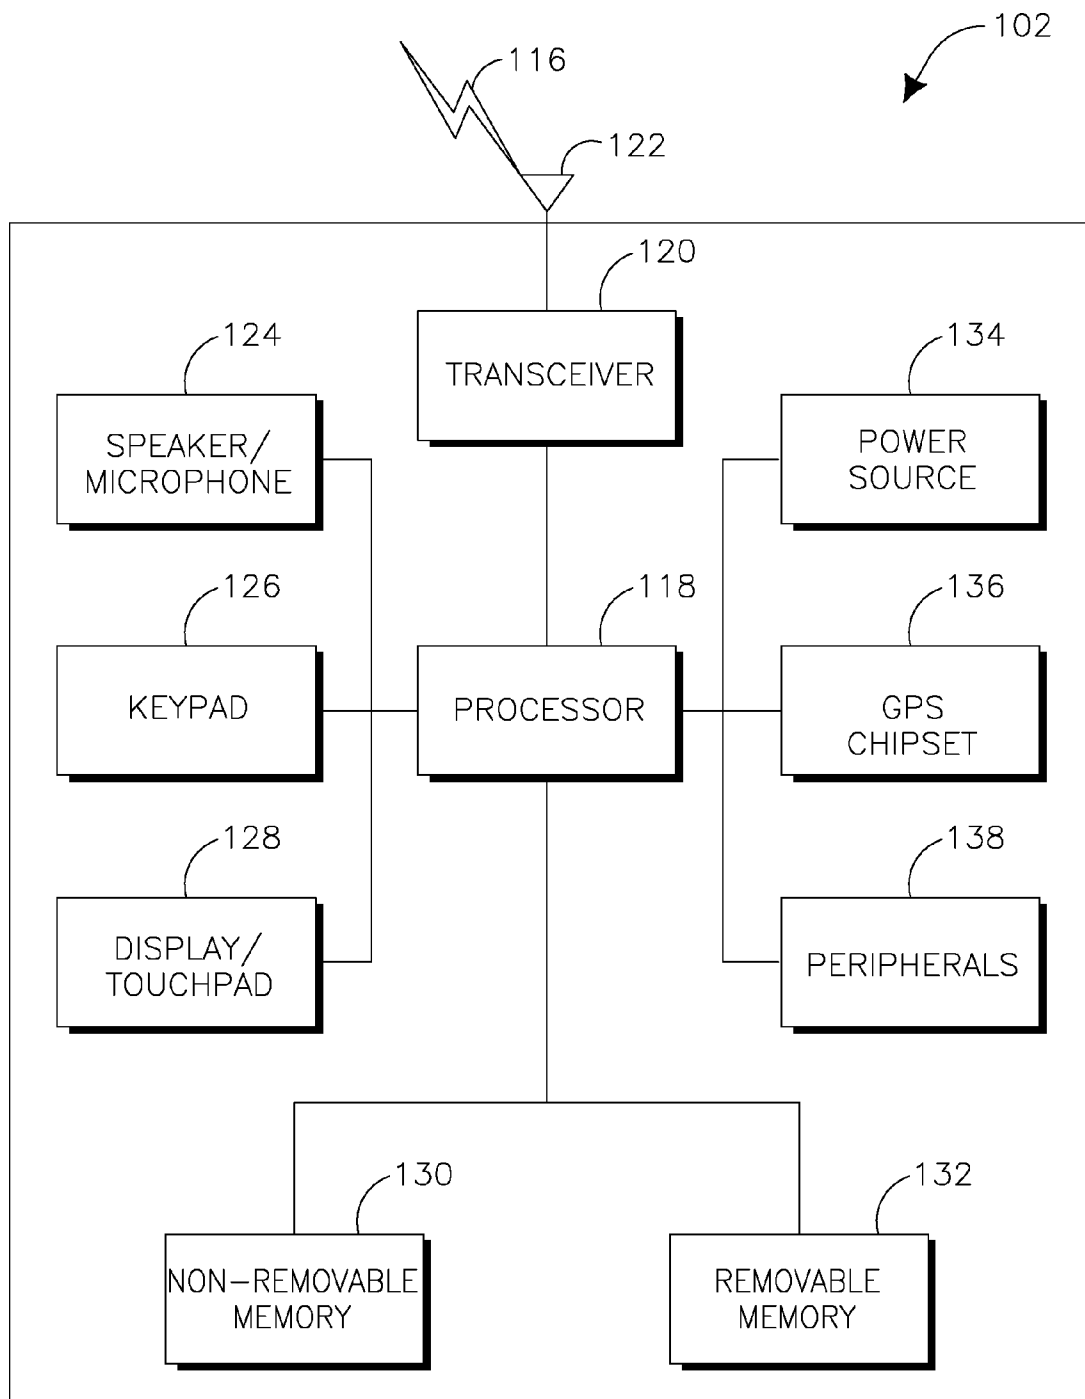 102
116
122
120
TRANSCEIVER
124
SPEAKER/
MICROPHONE
134
POWER
SOURCE
126
KEYPAD
118
PROCESSOR
136
GPS
CHIPSET
128
DISPLAY/
TOUCHPAD
138
PERIPHERALS
130
NON-REMOVABLE
MEMORY
132
REMOVABLE
MEMORY